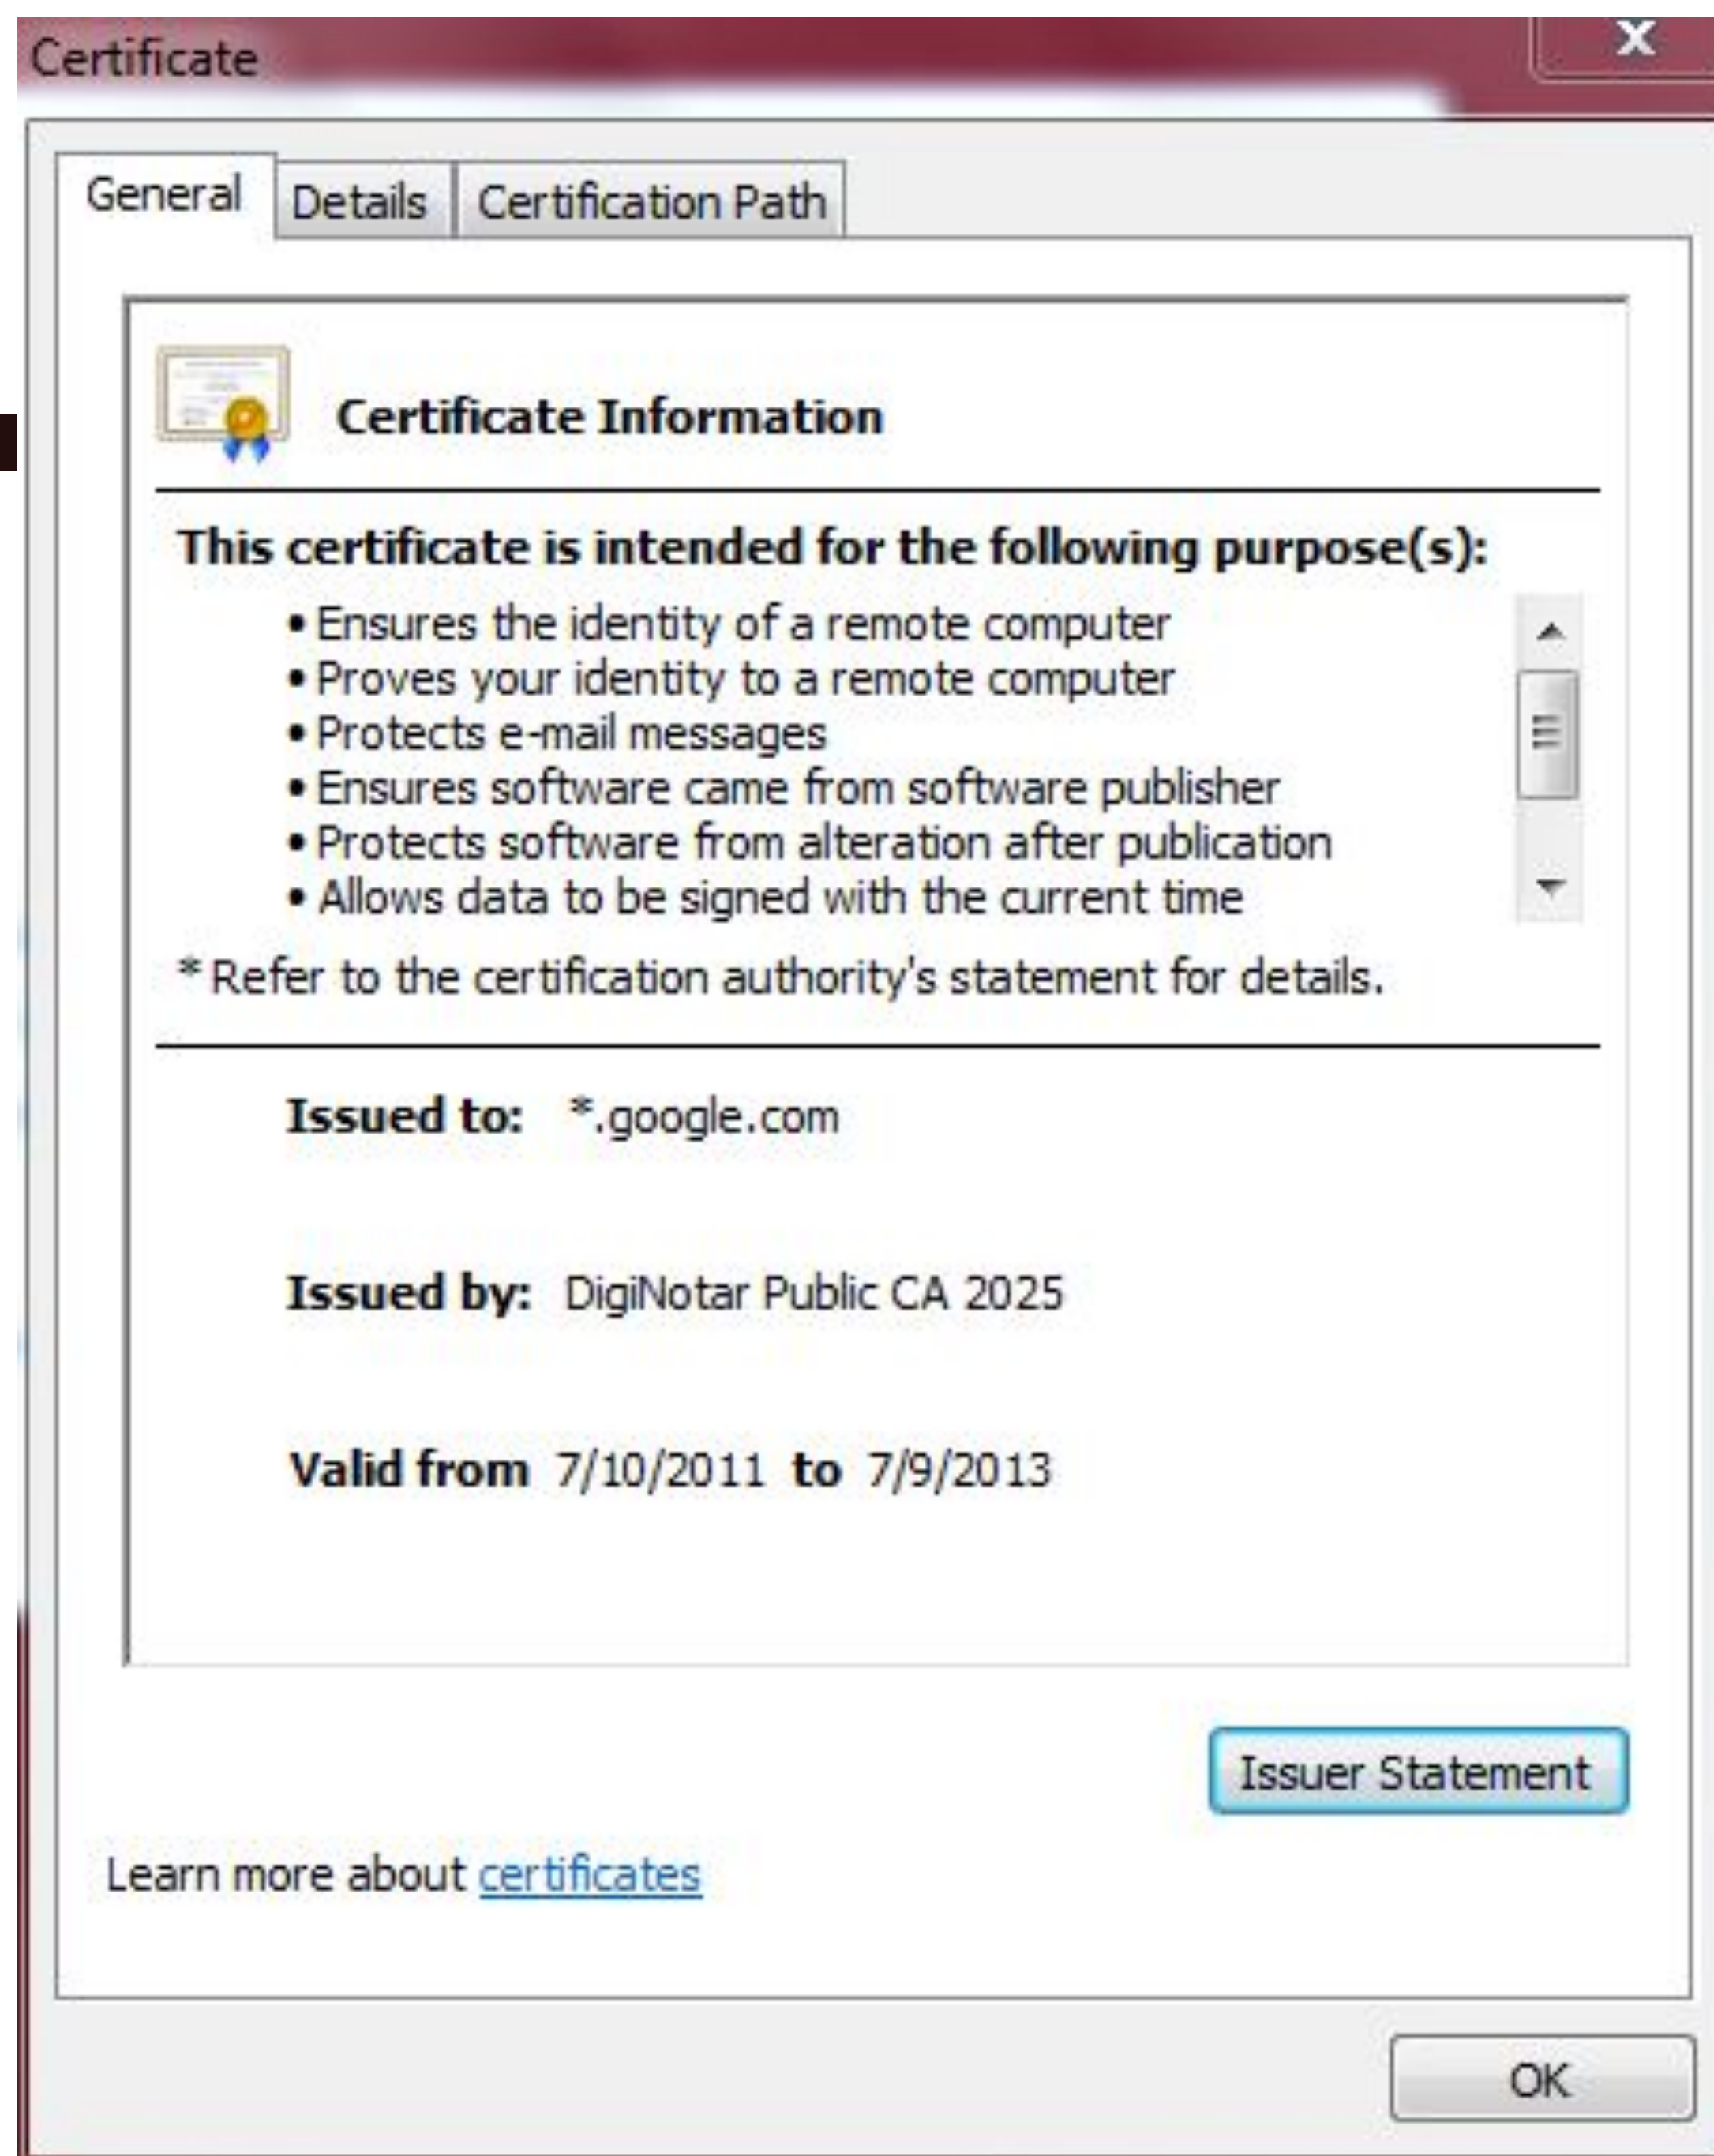 Certificate
General Details Certification Path
Certificate Information
This certificate is intended for the following purpose(s):
• Ensures the identity of a remote computer
• Proves your identity to a remote computer
• Protects e-mail messages
• Ensures software came from software publisher
• Protects software from alteration after publication
• Allows data to be signed with the current time
* Refer to the certification authority's statement for details.
Issued to: *.google.com
Issued by: DigiNotar Public CA 2025
Valid from 7/10/2011 to 7/9/2013
Issuer Statement
Learn more about certificates
OK